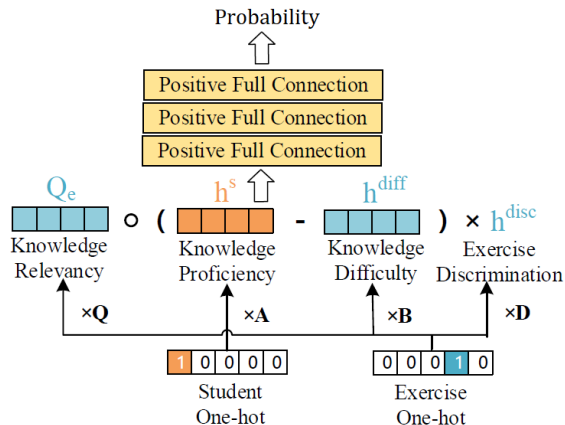 Probability
Positive Full Connection
Positive Full Connection
Positive Full Connection
Qe ( hs - hdiff ) × hdisc
Knowledge Relevancy
Knowledge Proficiency
Knowledge Difficulty
Exercise Discrimination
×Q ×A ×B ×D
1 0 0 0 0
0 0 0 1 0
Student
One-hot
Exercise
One-hot